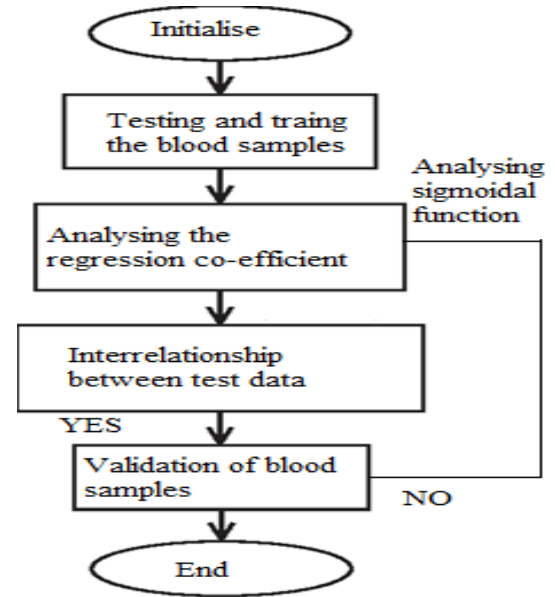 Initialise
Testing and traing
the blood samples
Analysing
sigmoidal
function
Analysing the
regression co-efficient
Interrelationship
between test data
YES
Validation of blood
samples
NO
End